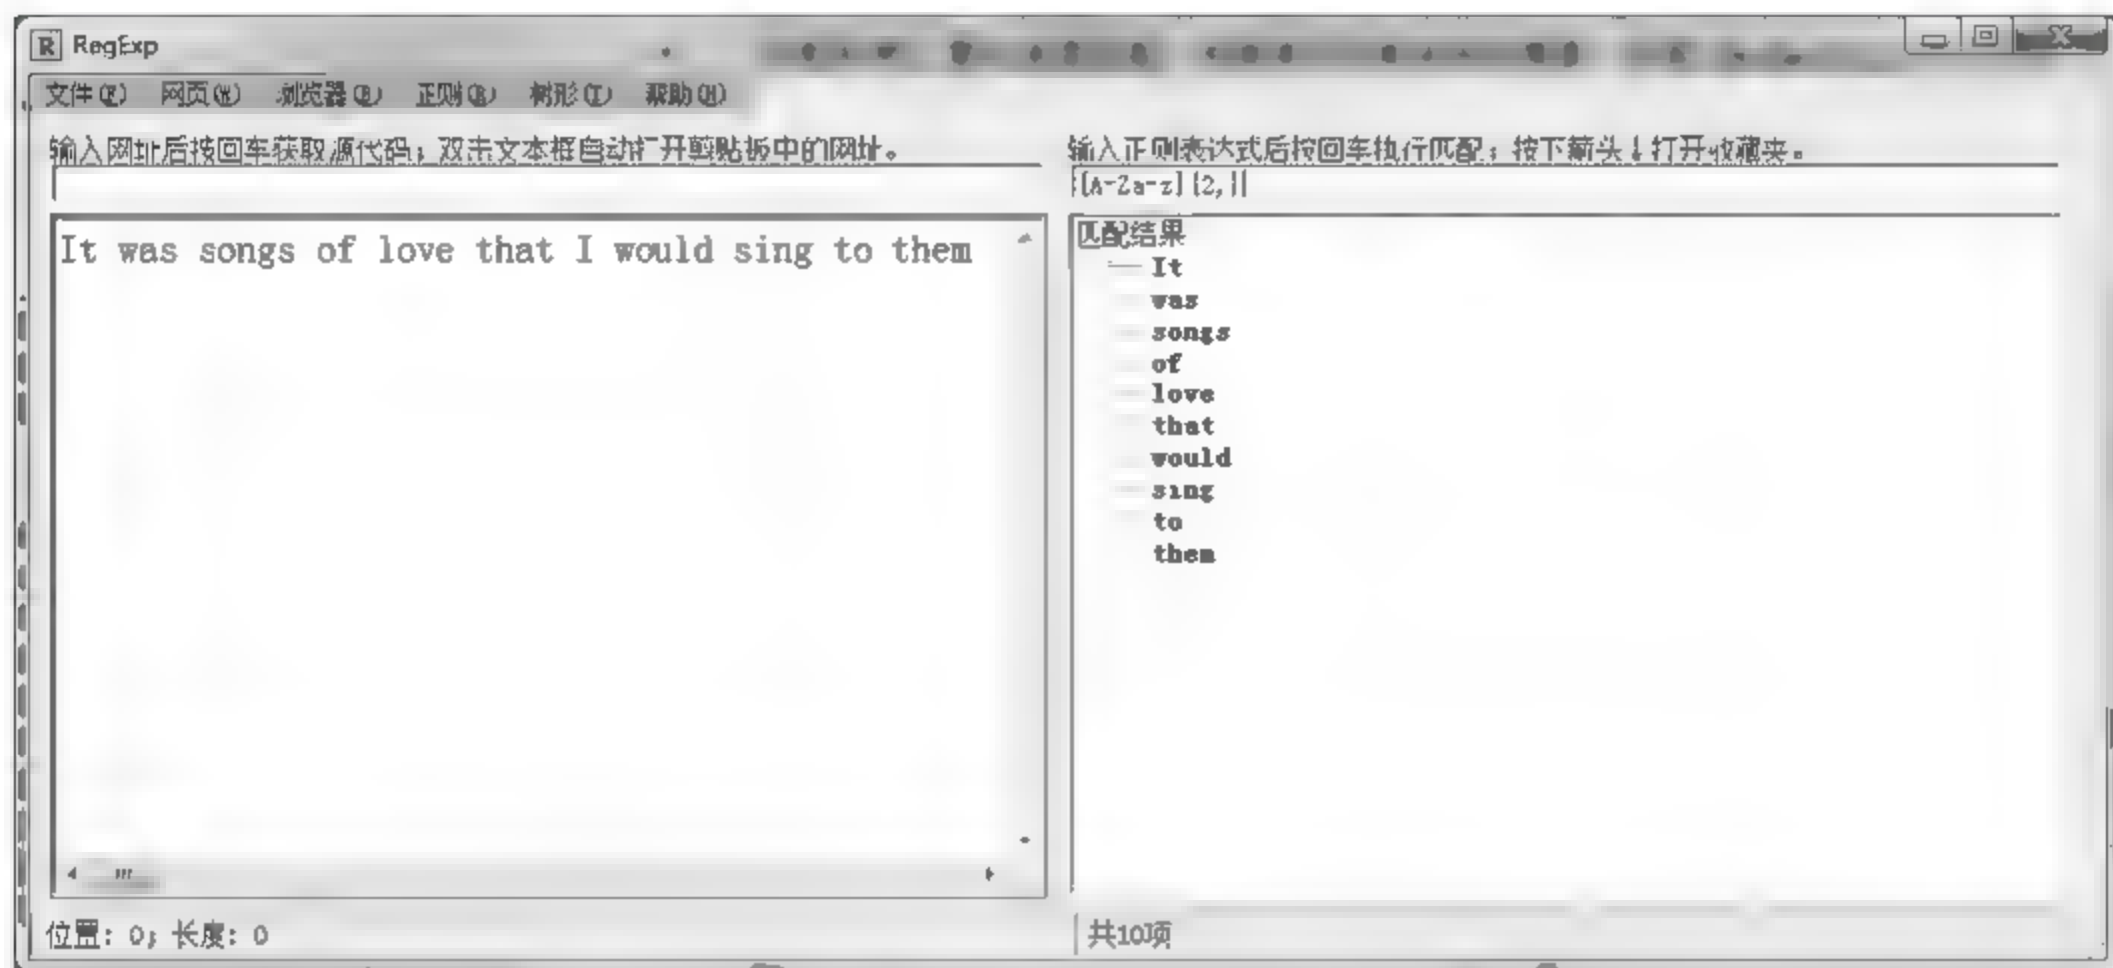 R RegExp
文件(F) 网页(W) 浏览器(B) 正则(R) 树形(T) 帮助(H)
输入网址后按回车获取源代码；双击文本框自动打开剪贴板中的网址。
输入正则表达式后按回车执行匹配；按下箭头↓打开收藏夹。
[A-Za-z]{2,}
It was songs of love that I would sing to them
匹配结果
It
was
songs
of
love
that
would
sing
to
them
位置: 0; 长度: 0
共10项